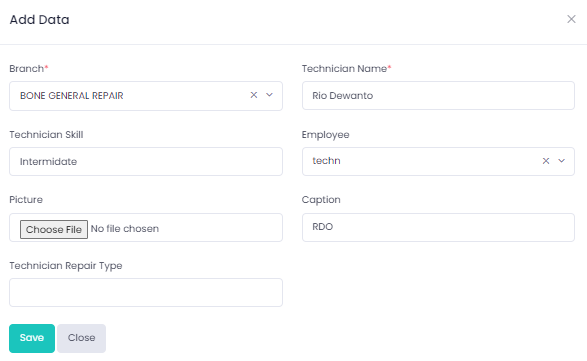 Add Data
Branch*
Technician Name*
BONE GENERAL REPAIR
Rio Dewanto
Technician Skill
Employee
Intermidate
techn
Picture
Caption
Choose File No file chosen
RDO
Technician Repair Type
Save
Close